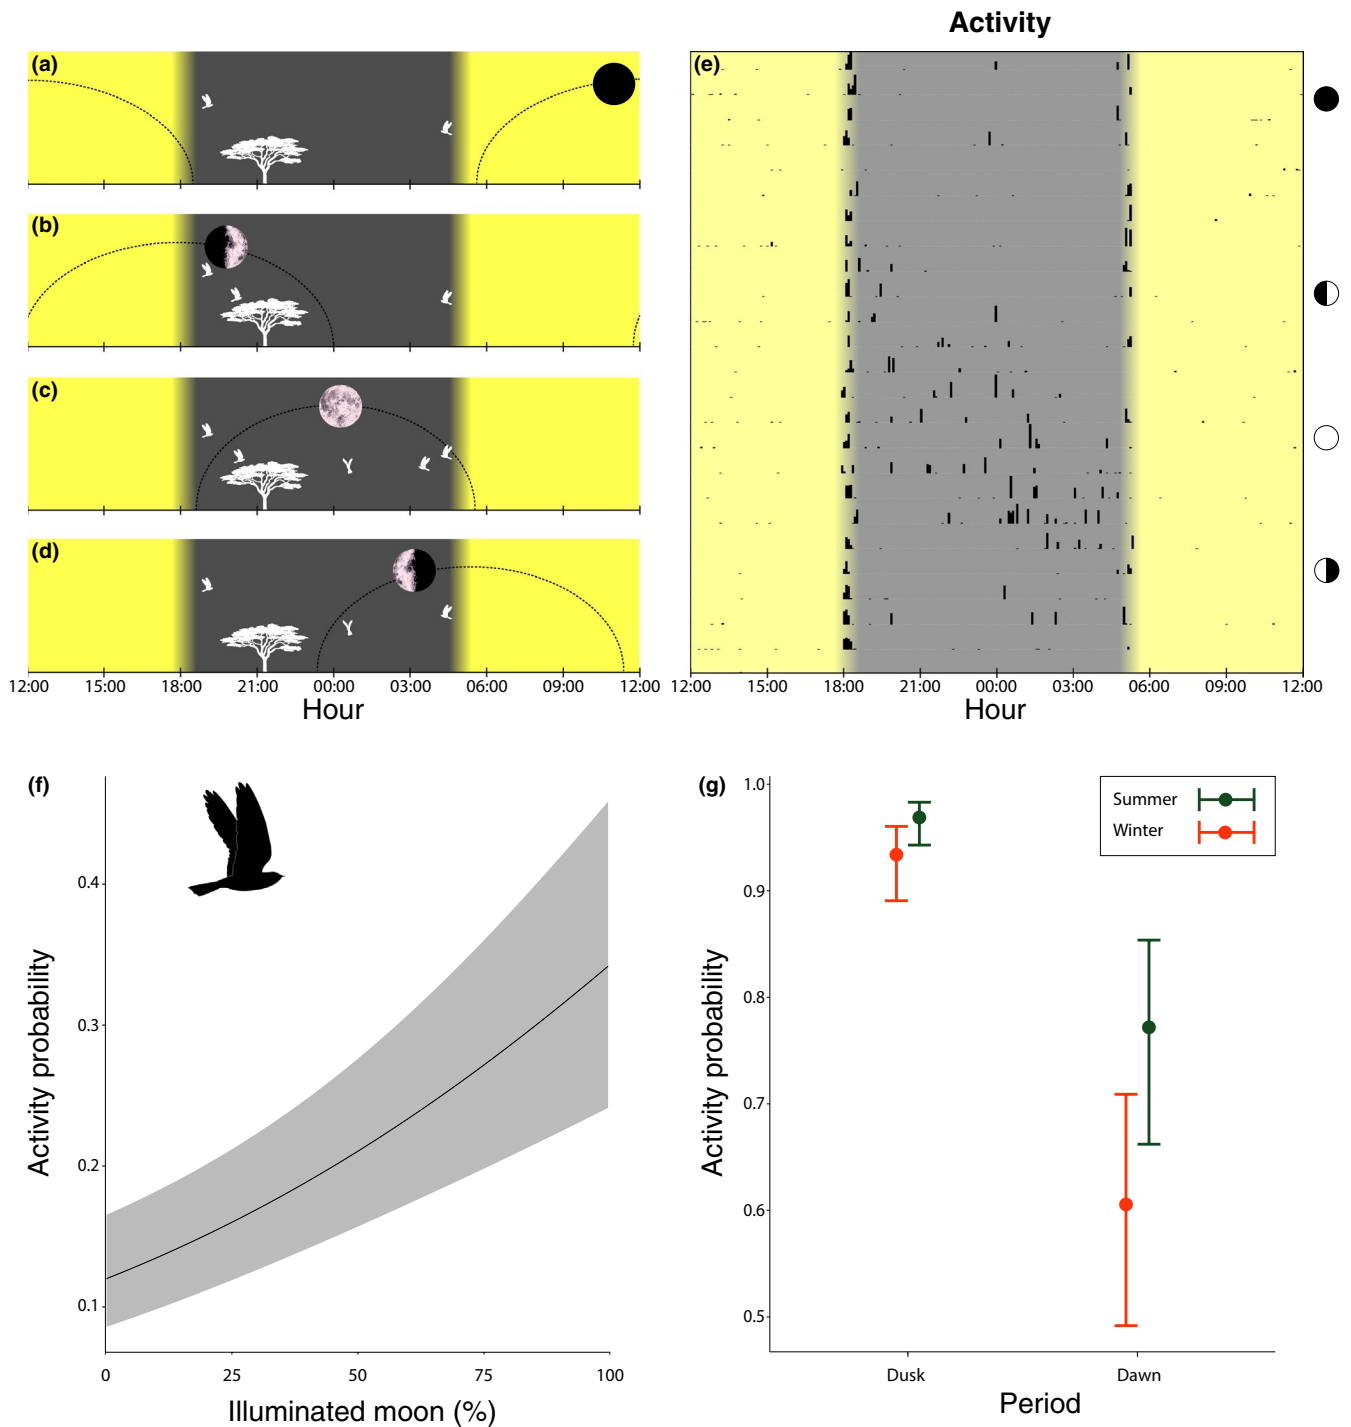 Activity
(a)
(b)
(c)
(d)
12:00 15:00 18:00 21:00 00:00 03:00 06:00 09:00 12:00
Hour
(e)
12:00 15:00 18:00 21:00 00:00 03:00 06:00 09:00 12:00
Hour
(f)
0.4
0.3
0.2
0.1
Activity probability
0 25 50 75 100
Illuminated moon (%)
(g)
1.0
0.9
0.8
0.7
0.6
0.5
Activity probability
Summer
Winter
Dusk Dawn
Period